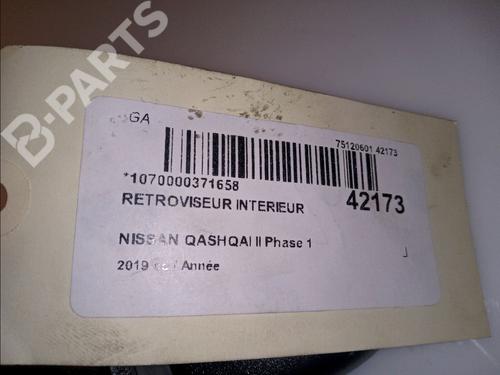 B-PARTS
GA
75120601 42173
*1070000371658
RETROVISEUR INTERIEUR
42173
NISSAN QASHQAI II Phase 1
J
2019 / Année